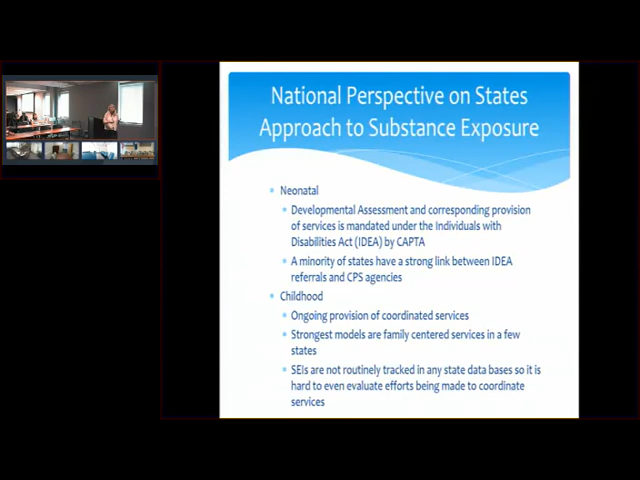 National Perspective on States
Approach to Substance Exposure
Neonatal
Developmental Assessment and corresponding provision
of services is mandated under the Individuals with
Disabilities Act (IDEA) by CAPTA
A minority of states have a strong link between IDEA
referrals and CPS agencies
Childhood
Ongoing provision of coordinated services
Strongest models are family centered services in a few
states
SEIs are not routinely tracked in any state data bases so it is
hard to even evaluate efforts being made to coordinate
services